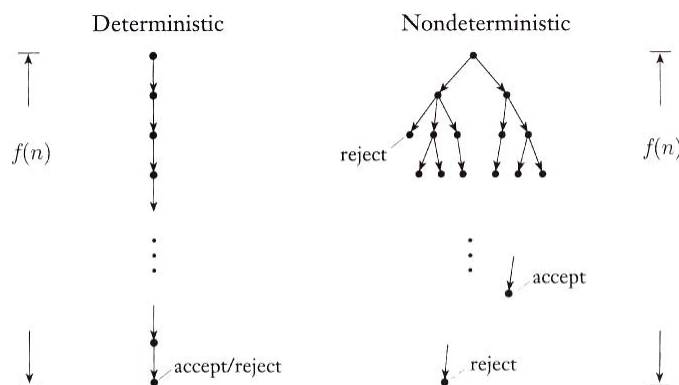 Deterministic
Nondeterministic
f(n)
reject
f(n)
accept
accept/reject
reject